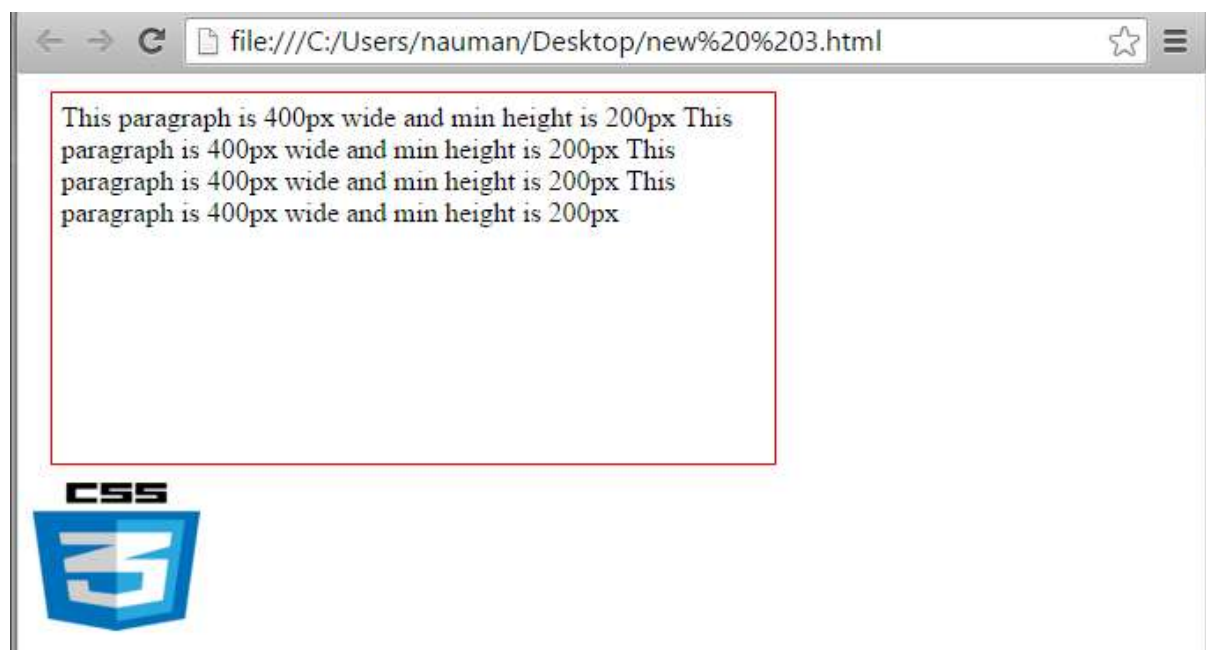 file:///C:/Users/nauman/Desktop/new%20%203.html
This paragraph is 400px wide and min height is 200px This
paragraph is 400px wide and min height is 200px This
paragraph is 400px wide and min height is 200px This
paragraph is 400px wide and min height is 200px
CSS
3